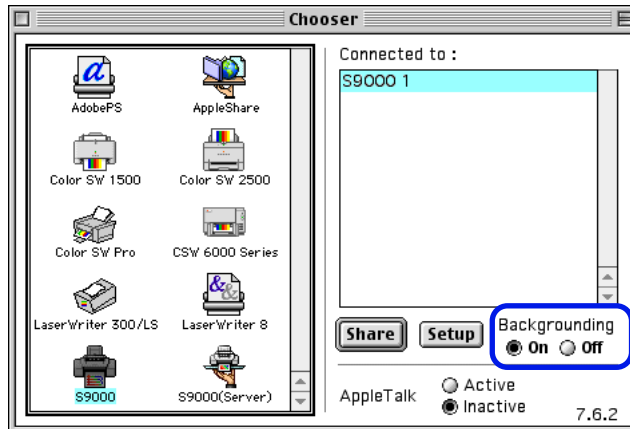 Chooser
AdobePS
AppleShare
Color SW 1500
Color SW 2500
Color SW Pro
CSW 6000 Series
LaserWriter 300/LS
LaserWriter 8
S9000
S9000(Server)
Connected to :
S9000 1
Share
Setup
Backgrounding
On
Off
AppleTalk
Active
Inactive
7.6.2